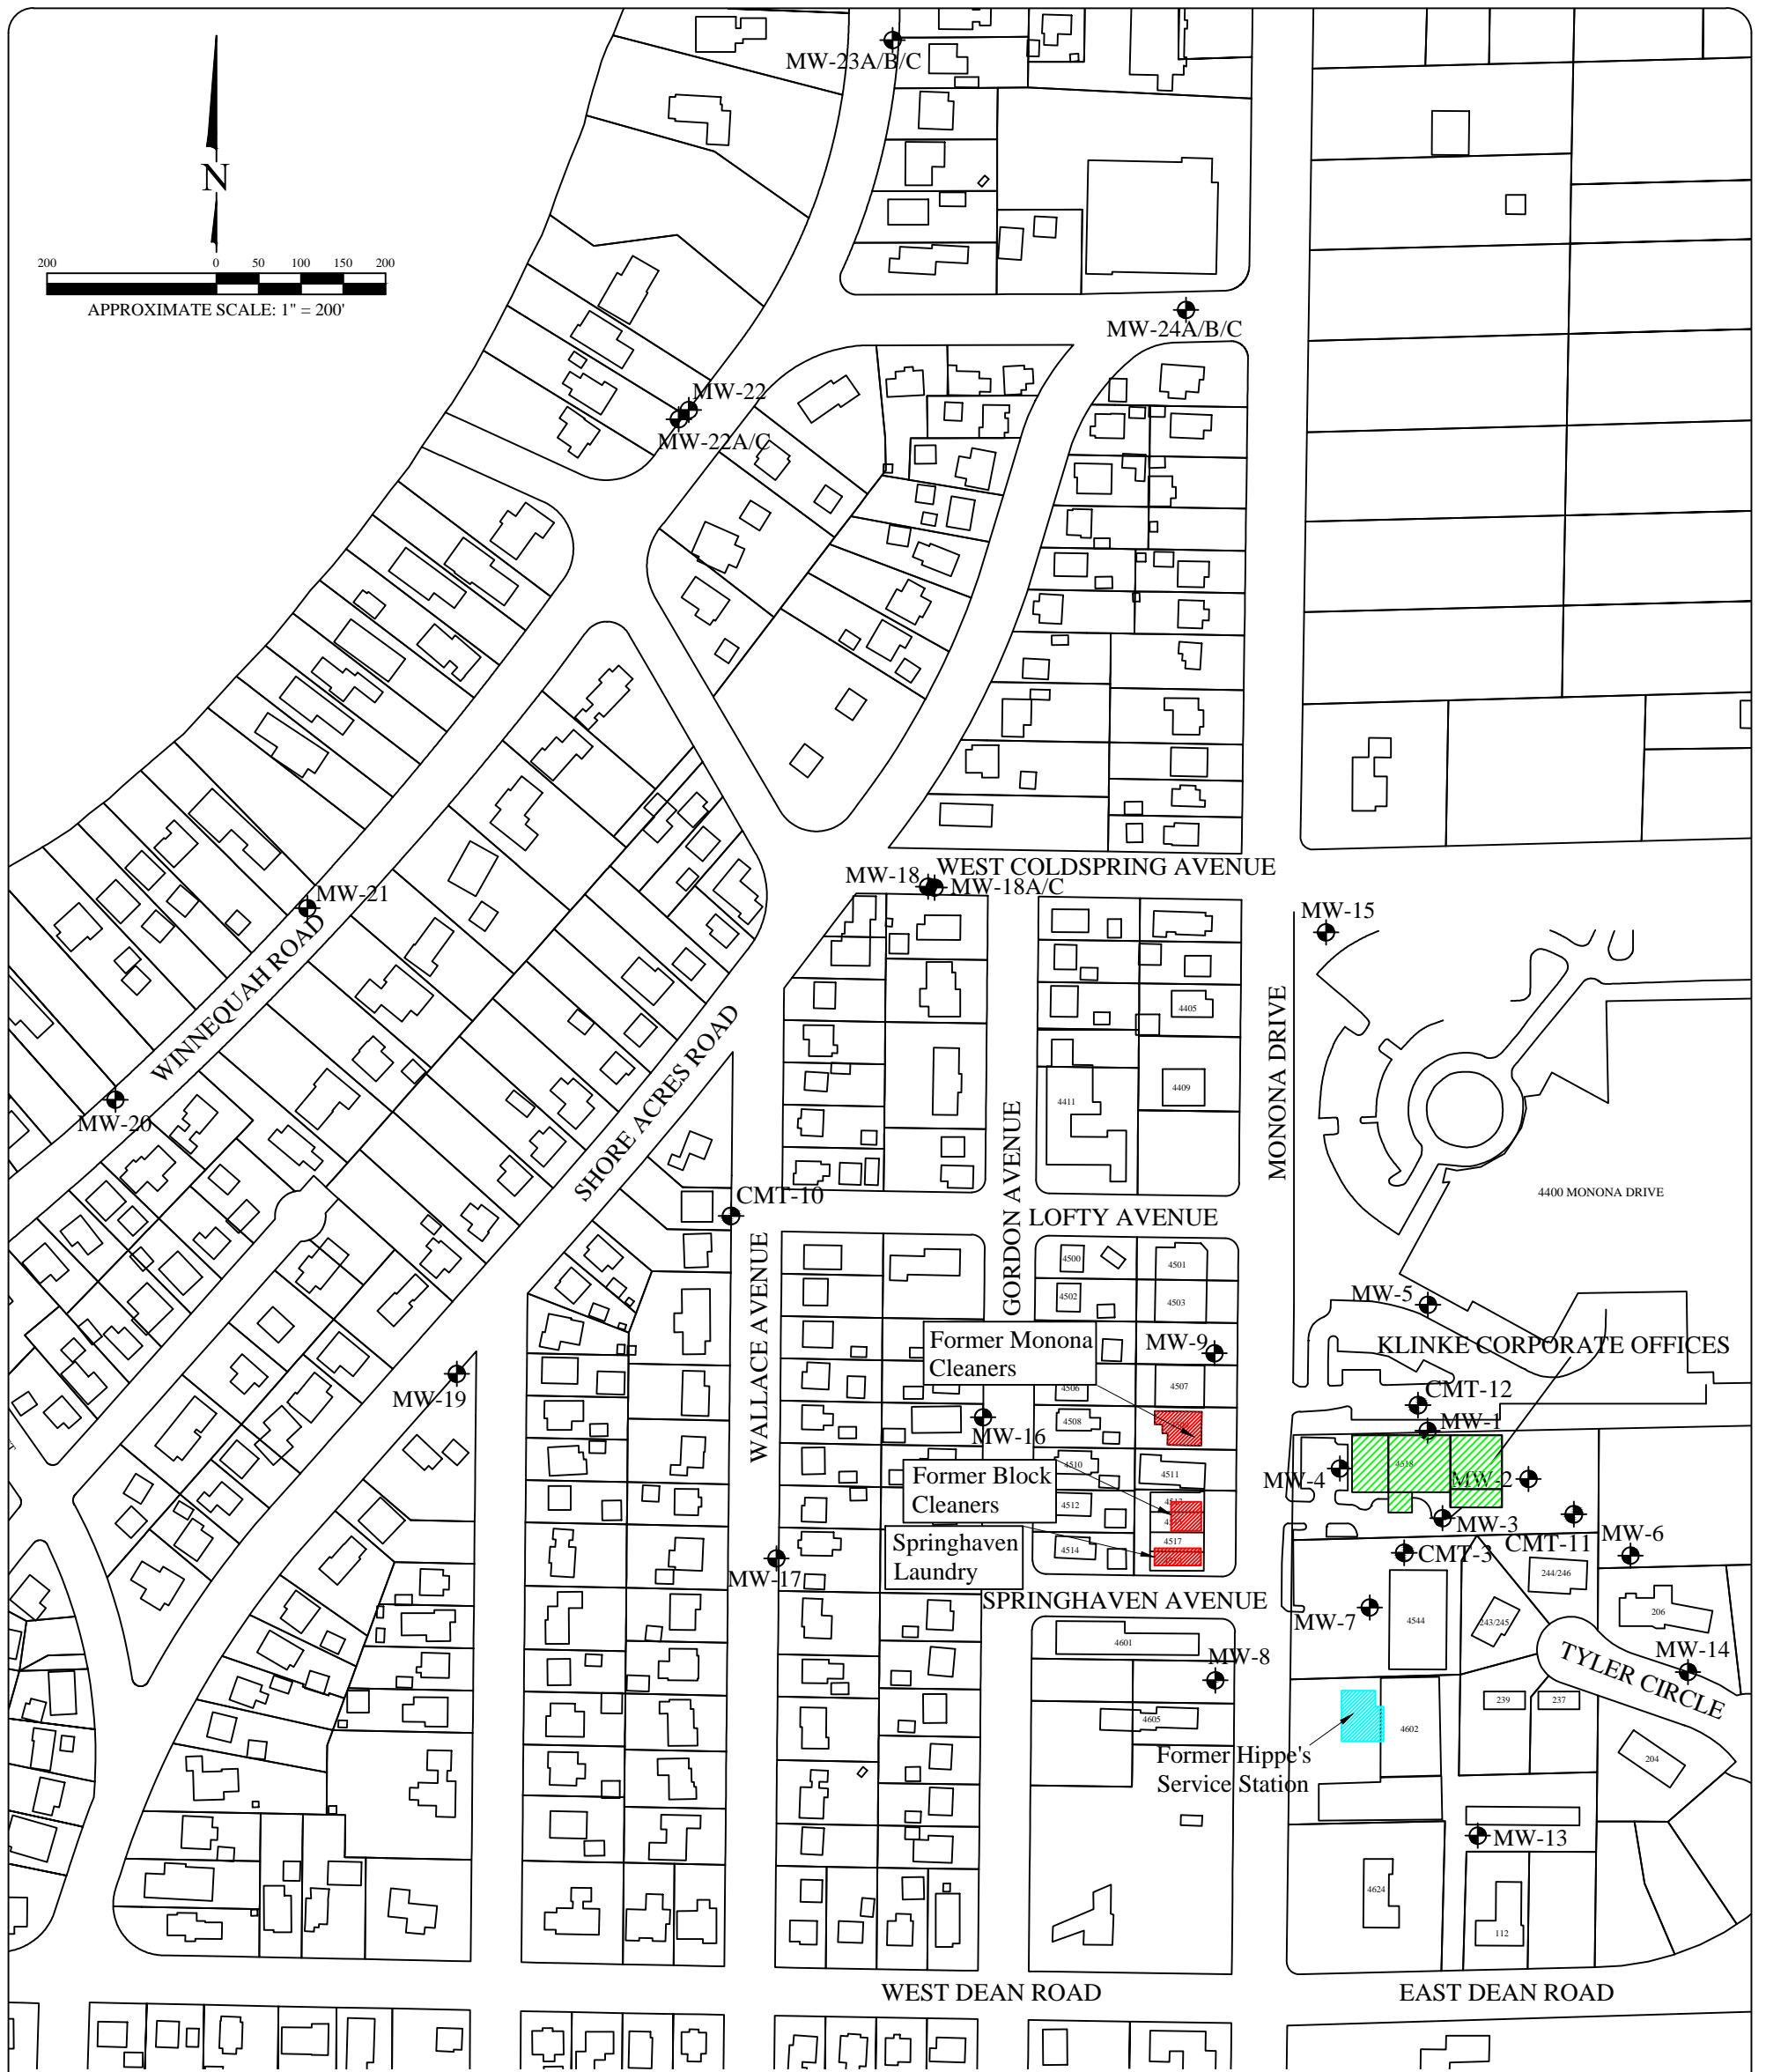 MW-23A/B/C
N
200 0 50 100 150 200
APPROXIMATE SCALE: 1" = 200'
MW-24A/B/C
MW-22
MW-22A/C
WEST COLDSPRING AVENUE
MW-18
MW-18A/C
MW-21
MW-15
WINNEQUAH ROAD
MONONA DRIVE
4405
SHORE ACRES ROAD
4409
4411
MW-20
GORDON AVENUE
4400 MONONA DRIVE
CMT-10
LOFTY AVENUE
WALLACE AVENUE
4500
4501
4502
4503
MW-5
Former Monona
Cleaners
MW-9
KLINKE CORPORATE OFFICES
4506
4507
MW-19
CMT-12
4508
MW-1
MW-16
4510
4511
4518
MW-4
MW-2
Former Block
Cleaners
4512
MW-3
Springhaven
Laundry
4517
4514
CMT-11
MW-6
CMT-3
MW-17
244/246
SPRINGHAVEN AVENUE
MW-7
4544
243/245
206
4601
MW-8
MW-14
TYLER CIRCLE
239
237
4605
4602
Former Hippe's
Service Station
204
MW-13
4624
112
WEST DEAN ROAD
EAST DEAN ROAD